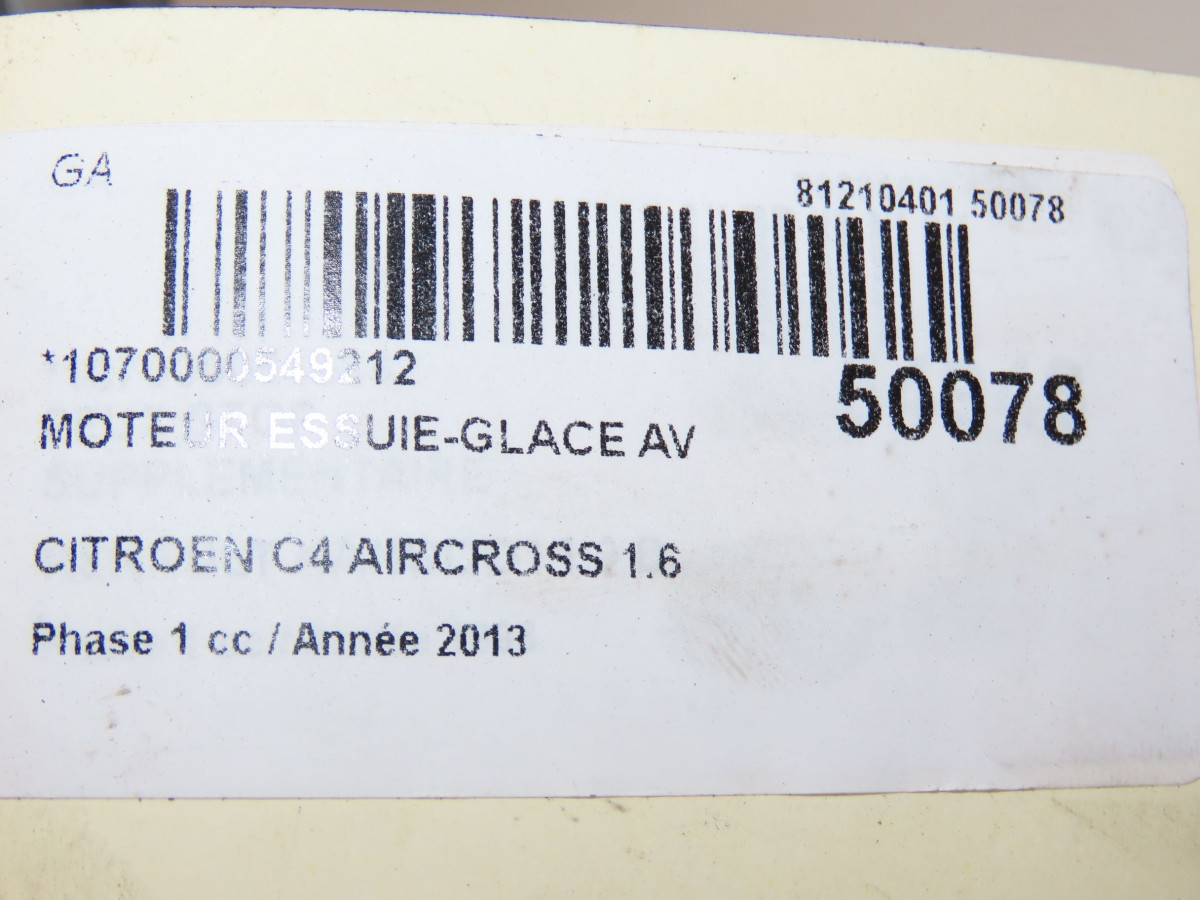 GA
81210401 50078
*1070000549212
50078
MOTEUR ESSUIE-GLACE AV
SUPPLEMENTAIRE
CITROEN C4 AIRCROSS 1.6
Phase 1 cc / Année 2013